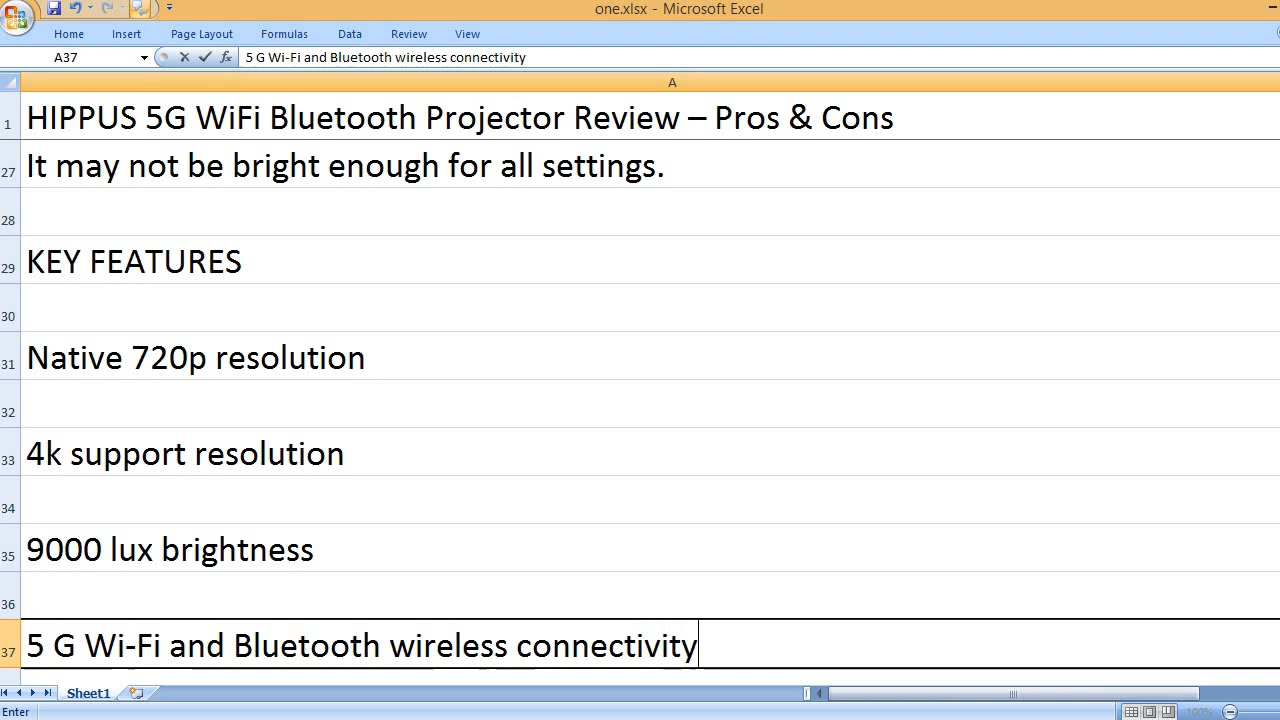 one.xlsx - Microsoft Excel
Home Insert Page Layout Formulas Data Review View
A37 fx 5 G Wi-Fi and Bluetooth wireless connectivity
A
1 HIPPUS 5G WiFi Bluetooth Projector Review – Pros & Cons
27 It may not be bright enough for all settings.
28
29 KEY FEATURES
30
31 Native 720p resolution
32
33 4k support resolution
34
35 9000 lux brightness
36
37 5 G Wi-Fi and Bluetooth wireless connectivity
Sheet1
Enter 100%